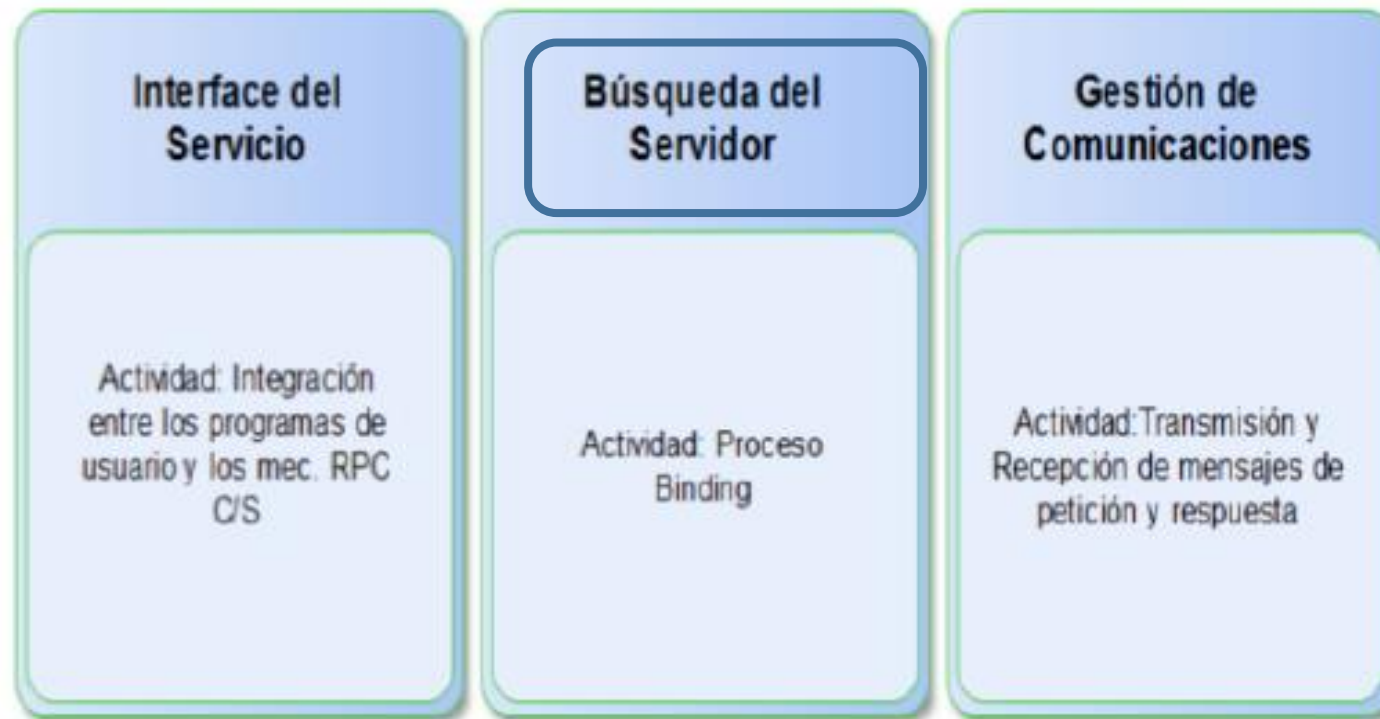 Interface del
Servicio
Actividad: Integración
entre los programas de
usuario y los mec. RPC
C/S
Búsqueda del
Servidor
Actividad: Proceso
Binding
Gestión de
Comunicaciones
Actividad:Transmisión y
Recepción de mensajes de
petición y respuesta